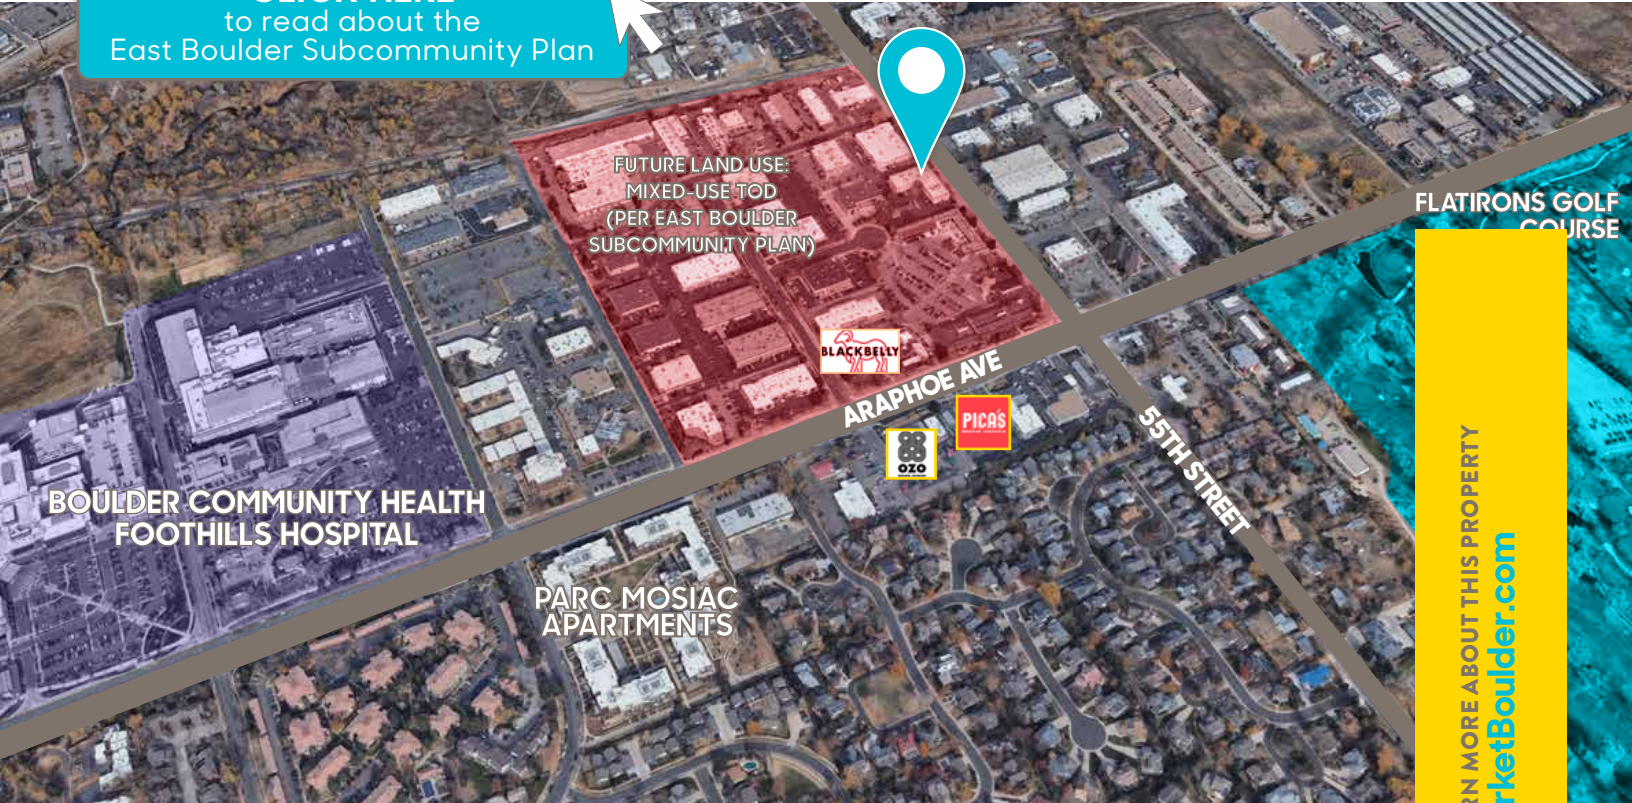 to read about the
East Boulder Subcommunity Plan
FUTURE LAND USE:
MIXED-USE TOD
(PER EAST BOULDER
SUBCOMMUNITY PLAN)
FLATIRONS GOLF
COURSE
BLACKBELLY
ARAPHOE AVE
PICA'S
OZO
55TH STREET
BOULDER COMMUNITY HEALTH
FOOTHILLS HOSPITAL
PARC MOSIAC
APARTMENTS
RN MORE ABOUT THIS PROPERTY
rketBoulder.com